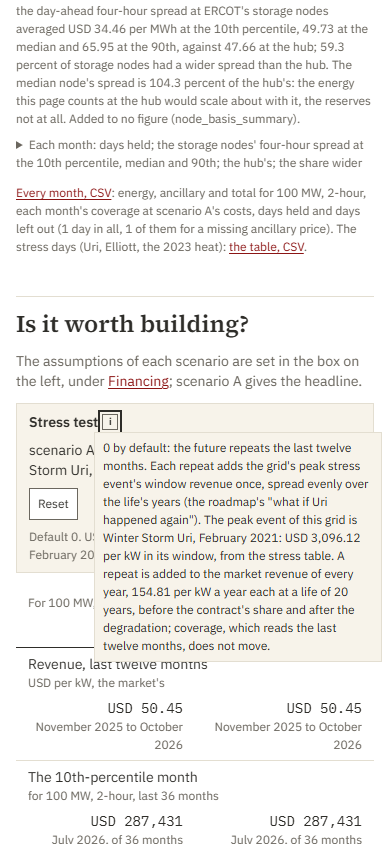 the day-ahead four-hour spread at ERCOT's storage nodes
averaged USD 34.46 per MWh at the 10th percentile, 49.73 at the
median and 65.95 at the 90th, against 47.66 at the hub; 59.3
percent of storage nodes had a wider spread than the hub. The
median node's spread is 104.3 percent of the hub's: the energy
this page counts at the hub would scale about with it, the reserves
not at all. Added to no figure (node_basis_summary).
▶ Each month: days held; the storage nodes' four-hour spread at
the 10th percentile, median and 90th; the hub's; the share wider
Every month, CSV: energy, ancillary and total for 100 MW, 2-hour,
each month's coverage at scenario A's costs, days held and days
left out (1 day in all, 1 of them for a missing ancillary price). The
stress days (Uri, Elliott, the 2023 heat): the table, CSV.
Is it worth building?
The assumptions of each scenario are set in the box on
the left, under Financing; scenario A gives the headline.
Stress test i
scenario A
Storm Uri,
Reset
Default 0. US
February 20
0 by default: the future repeats the last twelve
months. Each repeat adds the grid's peak stress
event's window revenue once, spread evenly over
the life's years (the roadmap's "what if Uri
happened again"). The peak event of this grid is
Winter Storm Uri, February 2021: USD 3,096.12
per kW in its window, from the stress table. A
repeat is added to the market revenue of every
year, 154.81 per kW a year each at a life of 20
years, before the contract's share and after the
degradation; coverage, which reads the last
twelve months, does not move.
For 100 MW,
Revenue, last twelve months
USD per kW, the market's
USD 50.45 USD 50.45
November 2025 to October November 2025 to October
2026 2026
The 10th-percentile month
for 100 MW, 2-hour, last 36 months
USD 287,431 USD 287,431
July 2026, of 36 months July 2026, of 36 months